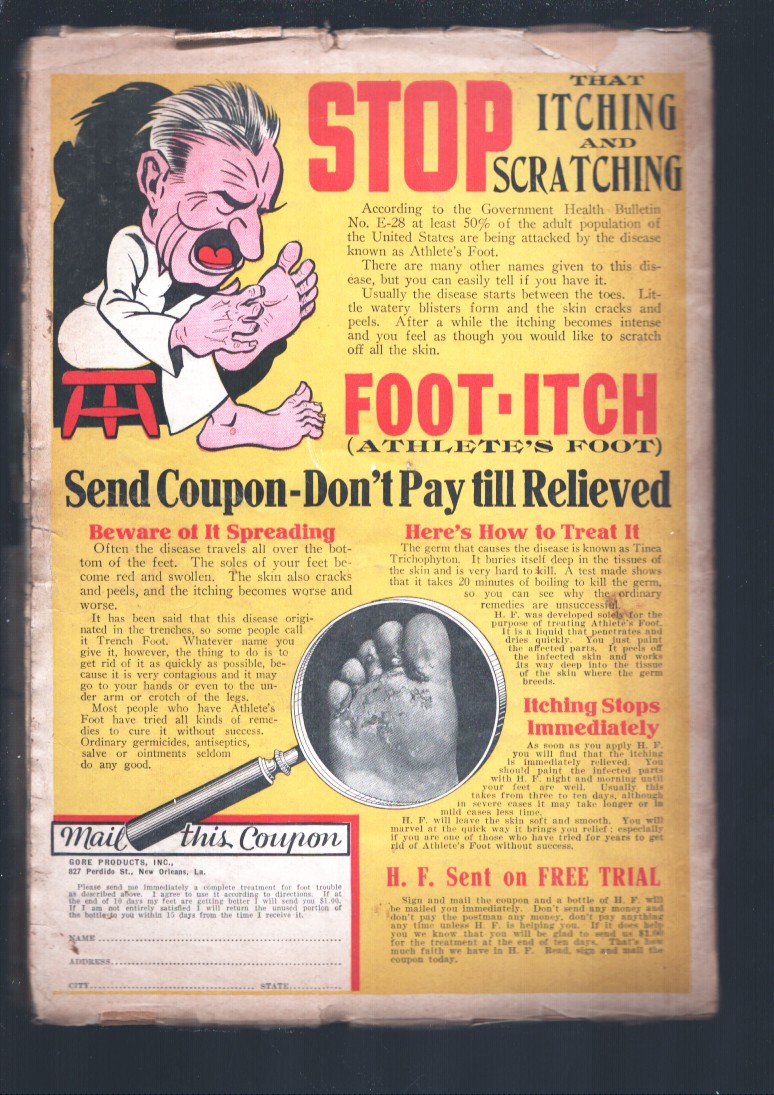 STOP THAT
ITCHING
AND
SCRATCHING
According to the Government Health Bulletin
No. E-28 at least 50% of the adult population of
the United States are being attacked by the disease
known as Athlete's Foot.
There are many other names given to this dis-
ease, but you can easily tell if you have it.
Usually the disease starts between the toes. Lit-
tle watery blisters form and the skin cracks and
peels. After a while the itching becomes intense
and you feel as though you would like to scratch
off all the skin.
FOOT-ITCH
(ATHLETE'S FOOT)
Send Coupon-Don't Pay till Relieved
Beware of It Spreading
Often the disease travels all over the bot-
tom of the feet. The soles of your feet be-
come red and swollen. The skin also cracks
and peels, and the itching becomes worse and
worse.
It has been said that this disease origi-
nated in the trenches, so some people call
it Trench Foot. Whatever name you
give it, however, the thing to do is to
get rid of it as quickly as possible, be-
cause it is very contagious and it may
go to your hands or even to the un-
der arm or crotch of the legs.
Most people who have Athlete's
Foot have tried all kinds of reme-
dies to cure it without success.
Ordinary germicides, antiseptics,
salve or ointments seldom
do any good.
Here's How to Treat It
The germ that causes the disease is known as Tinea
Trichophyton. It buries itself deep in the tissues of
the skin and is very hard to kill. A test made shows
that it takes 20 minutes of boiling to kill the germ,
so you can see why the ordinary
remedies are unsuccessful.
H. F. was developed solely for the
purpose of treating Athlete's Foot.
It is a liquid that penetrates and
dries quickly. You just paint
the affected parts. It peels off
the infected skin and works
its way deep into the tissue
of the skin where the germ
breeds.
Itching Stops
Immediately
As soon as you apply H. F.
you will find that the itching
is immediately relieved. You
should paint the infected parts
with H. F. night and morning until
your feet are well. Usually this
takes from three to ten days, although
in severe cases it may take longer or in
mild cases less time.
H. F. will leave the skin soft and smooth. You will
marvel at the quick way it brings you relief; especially
if you are one of those who have tried for years to get
rid of Athlete's Foot without success.
H. F. Sent on FREE TRIAL
Sign and mail the coupon and a bottle of H. F. will
be mailed you immediately. Don't send any money and
don't pay the postman any money, don't pay anything
any time unless H. F. is helping you. If it does help
you we know that you will be glad to send us $1.00
for the treatment at the end of ten days. That's how
much faith we have in H. F. Read, sign and mail the
coupon today.
Mail this Coupon
GORE PRODUCTS, INC.,
827 Perdido St., New Orleans, La.
Please send me immediately a complete treatment for foot trouble
as described above. I agree to use it according to directions. If at
the end of 10 days my feet are getting better I will send you $1.00.
If I am not entirely satisfied I will return the unused portion of
the bottle to you within 15 days from the time I receive it.
NAME
ADDRESS
CITY STATE